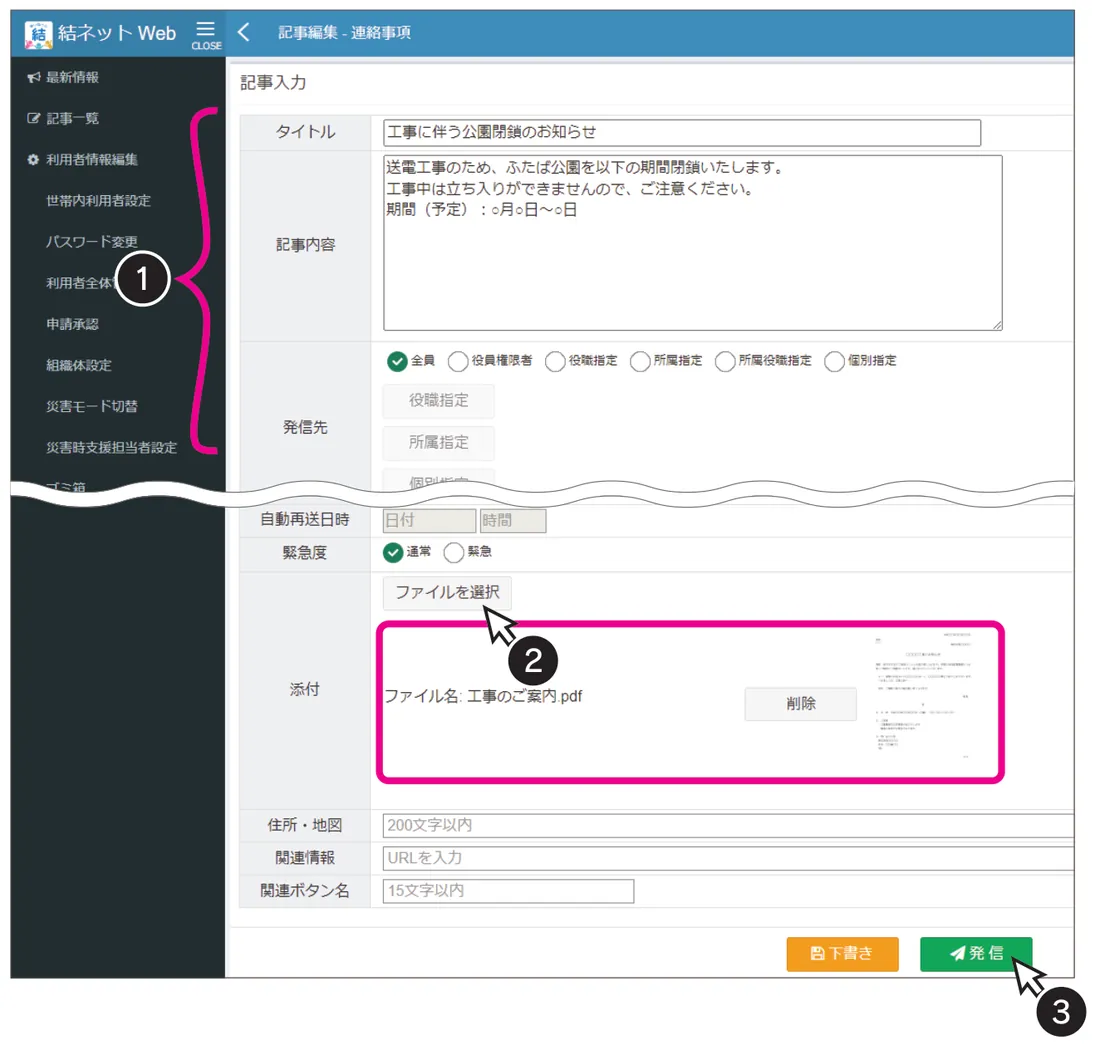 結ネット Web
CLOSE
記事編集 - 連絡事項
最新情報
記事一覧
利用者情報編集
世帯内利用者設定
パスワード変更
利用者全体
申請承認
組織体設定
災害モード切替
災害時支援担当者設定
ゴミ箱
1
記事入力
タイトル
工事に伴う公園閉鎖のお知らせ
記事内容
送電工事のため、ふたば公園を以下の期間閉鎖いたします。
工事中は立ち入りができませんので、ご注意ください。
期間（予定）：○月○日～○日
発信先
全員 役員権限者 役職指定 所属指定 所属役職指定 個別指定
役職指定
所属指定
個別指定
自動再送日時
日付 時間
緊急度
通常 緊急
添付
ファイルを選択
2
ファイル名: 工事のご案内.pdf
削除
住所・地図
200文字以内
関連情報
URLを入力
関連ボタン名
15文字以内
下書き
発信
3